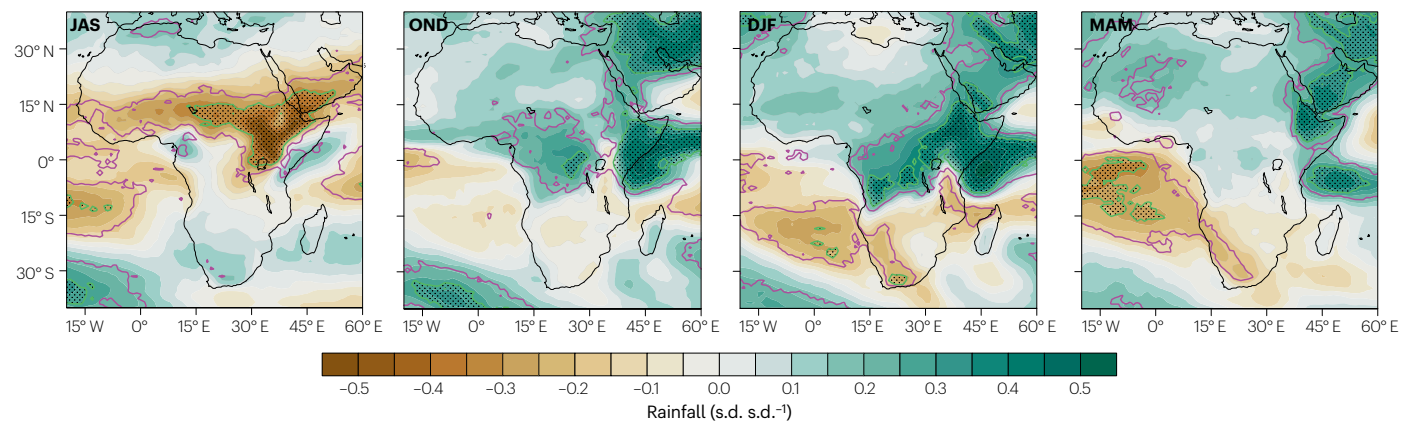 JAS OND DJF MAM
30° N
15° N
0°
15° S
30° S
15° W 0° 15° E 30° E 45° E 60° E 15° W 0° 15° E 30° E 45° E 60° E 15° W 0° 15° E 30° E 45° E 60° E 15° W 0° 15° E 30° E 45° E 60° E
−0.5 −0.4 −0.3 −0.2 −0.1 0.0 0.1 0.2 0.3 0.4 0.5
Rainfall (s.d. s.d.⁻¹)